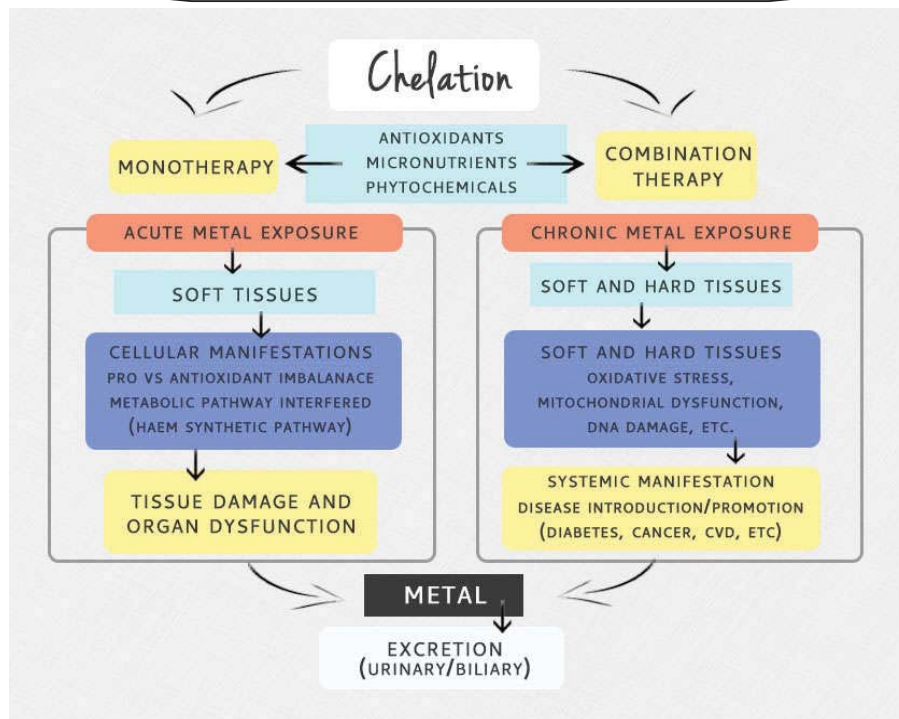 Chelation
ANTIOXIDANTS
MICRONUTRIENTS
PHYTOCHEMICALS
MONOTHERAPY
COMBINATION
THERAPY
ACUTE METAL EXPOSURE
SOFT TISSUES
CELLULAR MANIFESTATIONS
PRO VS ANTIOXIDANT IMBALANACE
METABOLIC PATHWAY INTERFERED
(HAEM SYNTHETIC PATHWAY)
TISSUE DAMAGE AND
ORGAN DYSFUNCTION
CHRONIC METAL EXPOSURE
SOFT AND HARD TISSUES
SOFT AND HARD TISSUES
OXIDATIVE STRESS,
MITOCHONDRIAL DYSFUNCTION,
DNA DAMAGE, ETC.
SYSTEMIC MANIFESTATION
DISEASE INTRODUCTION/PROMOTION
(DIABETES, CANCER, CVD, ETC)
METAL
EXCRETION
(URINARY/BILIARY)